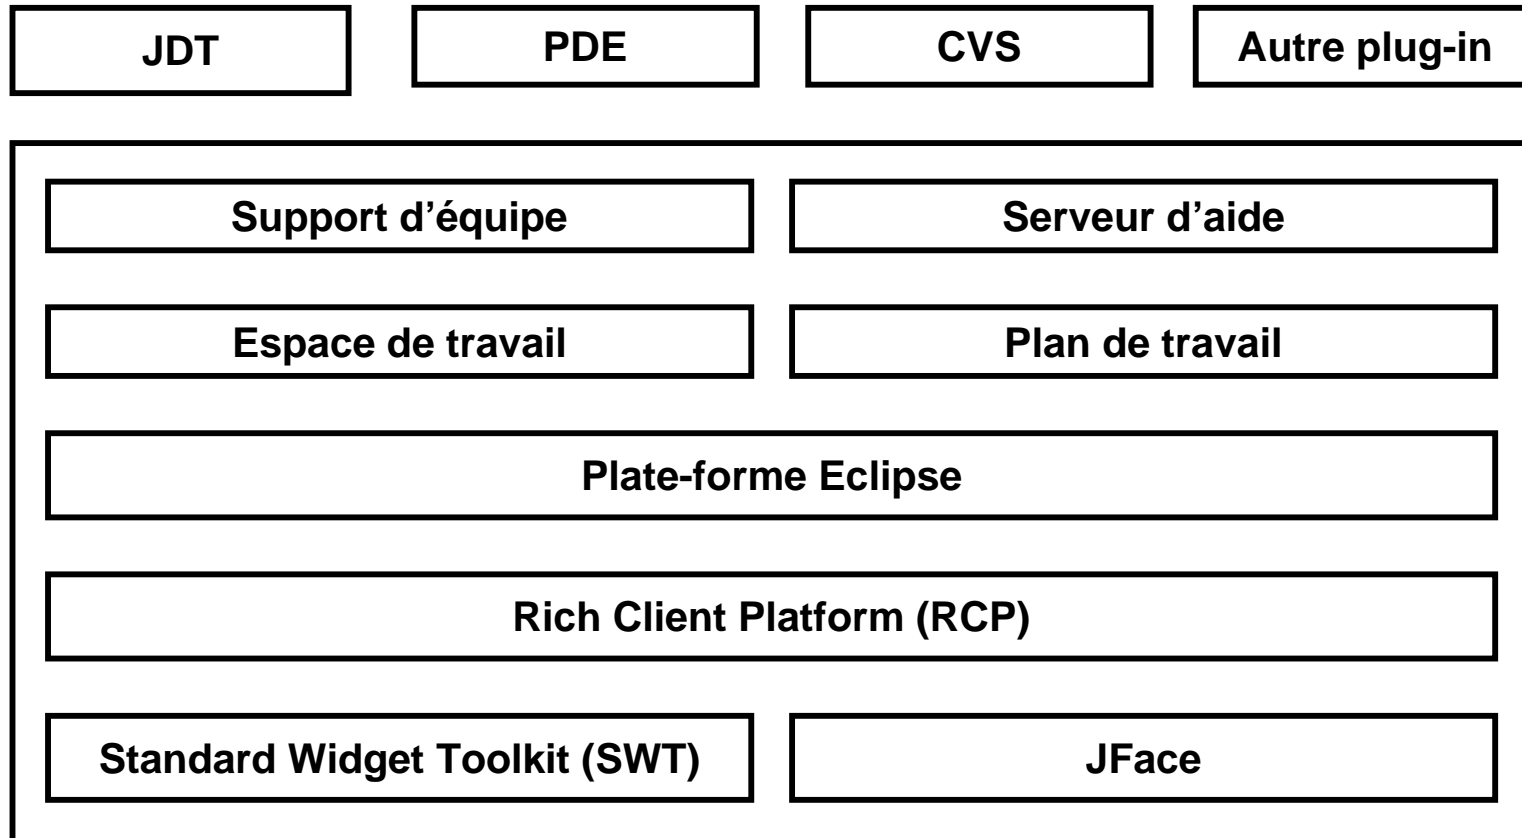 JDT
PDE
CVS
Autre plug-in
Support d’équipe
Serveur d’aide
Espace de travail
Plan de travail
Plate-forme Eclipse
Rich Client Platform (RCP)
Standard Widget Toolkit (SWT)
JFace